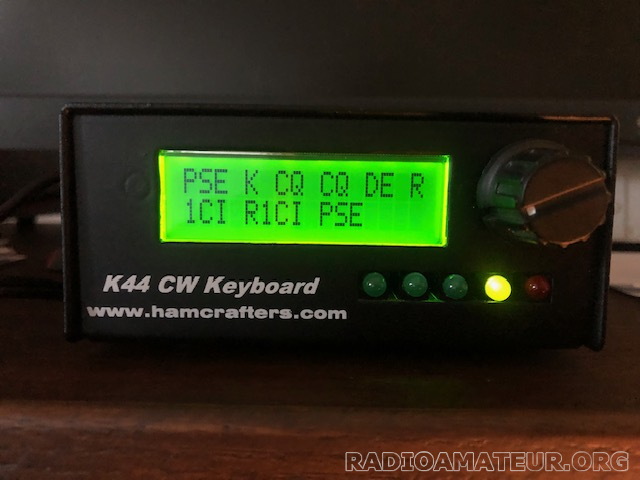 PSE K CQ CQ DE R
1CI R1CI PSE
K44 CW Keyboard
www.hamcrafters.com
RADIOAMATEUR.ORG